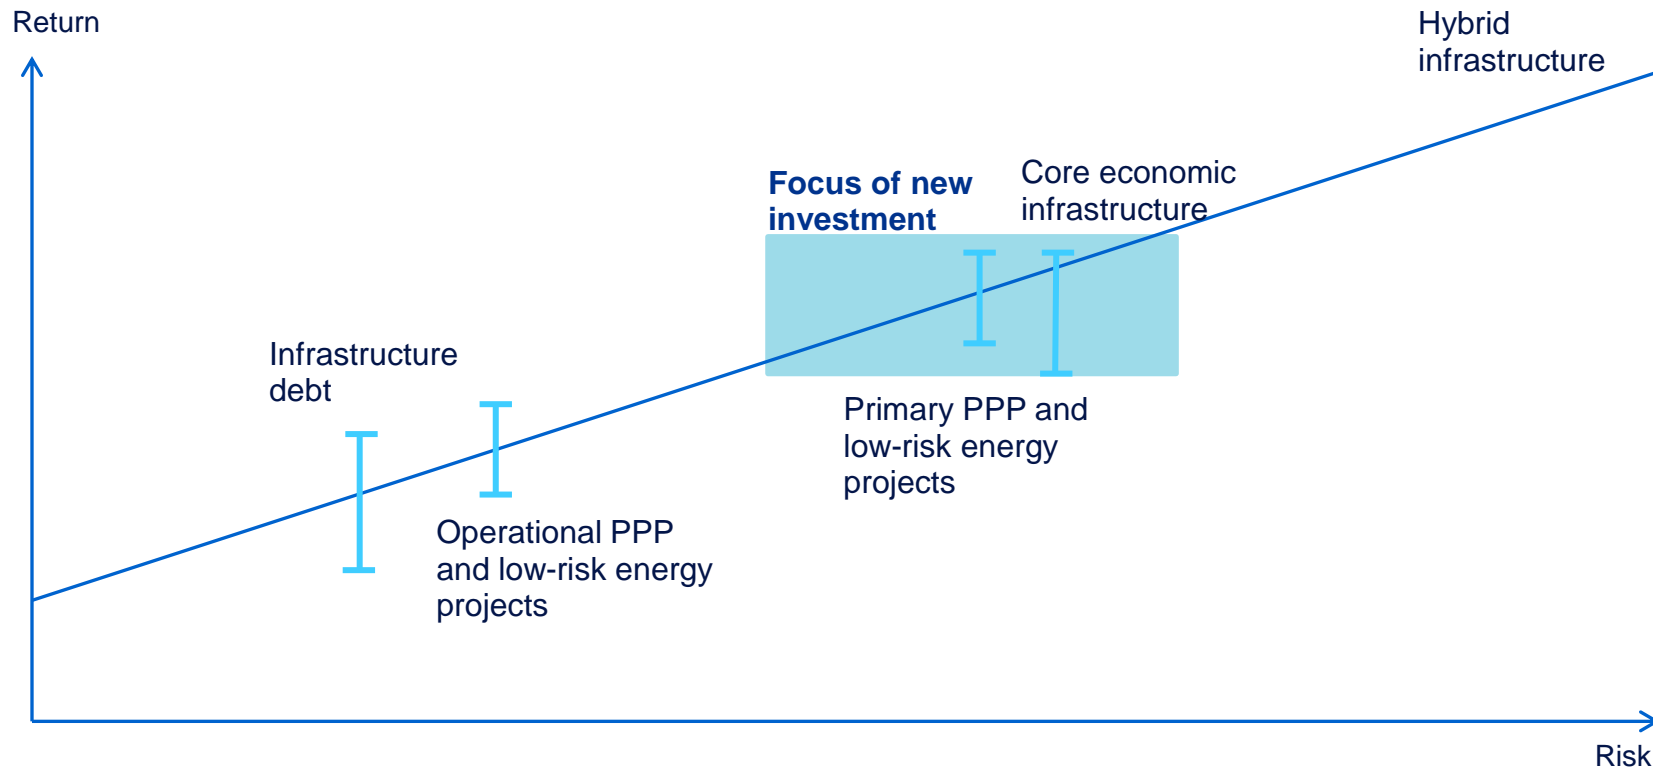 Return
Hybrid
infrastructure
Focus of new
investment
Core economic
infrastructure
Infrastructure
debt
Primary PPP and
low-risk energy
projects
Operational PPP
and low-risk energy
projects
Risk